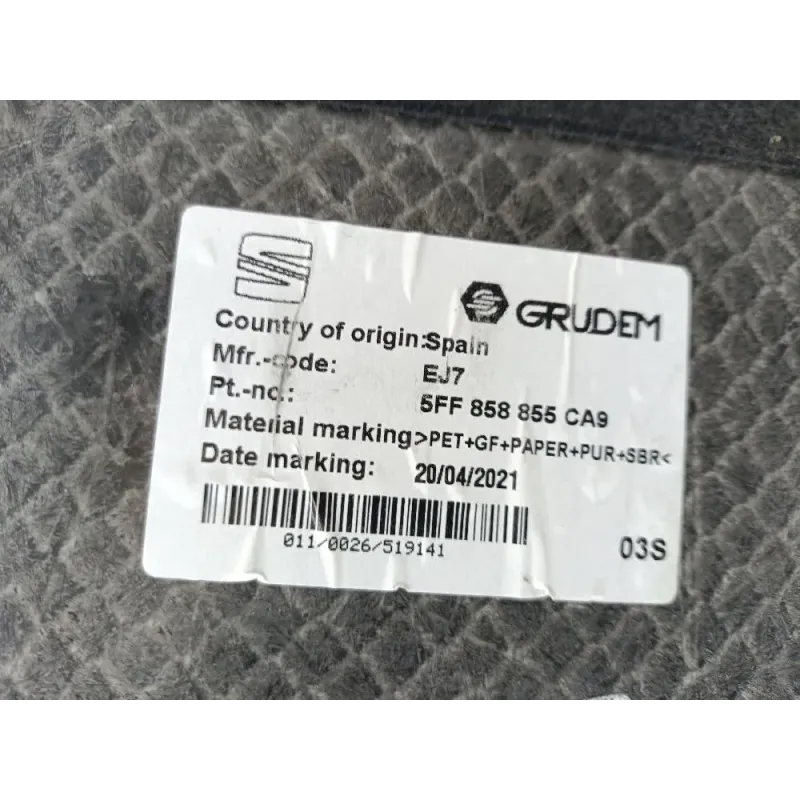 GRUDEM
Country of origin: Spain
Mfr.-code: EJ7
Pt.-no.: 5FF 858 855 CA9
Material marking >PET+GF+PAPER+PUR+SBR<
Date marking: 20/04/2021
011/0026/519141
03S